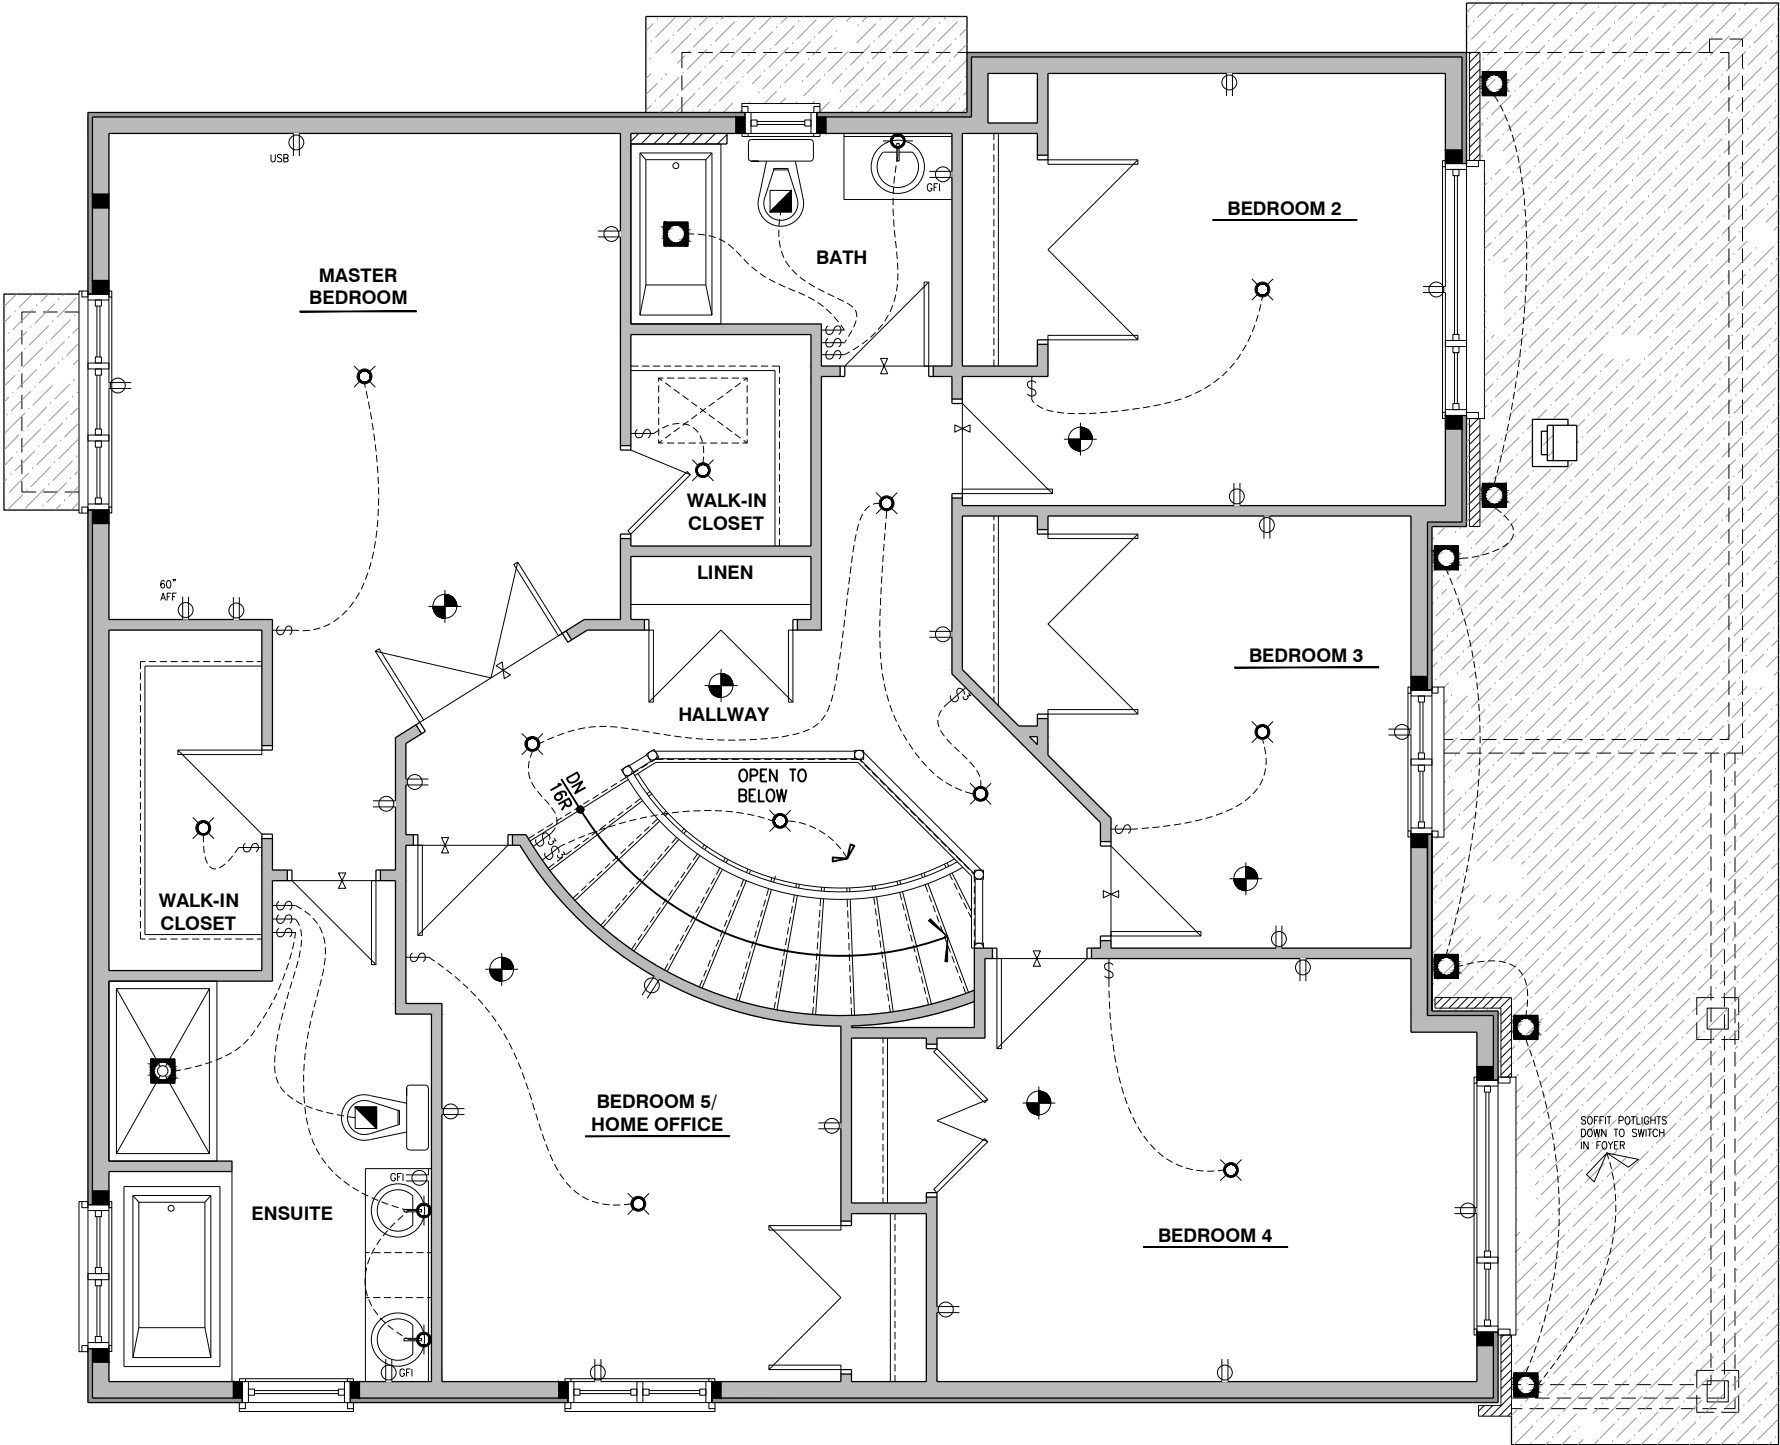 USB
GFI
BEDROOM 2
BATH
MASTER
BEDROOM
WALK-IN
CLOSET
LINEN
60"
AFF
BEDROOM 3
HALLWAY
OPEN TO
BELOW
DN
16R
WALK-IN
CLOSET
BEDROOM 5/
HOME OFFICE
SOFFIT POTLIGHTS
DOWN TO SWITCH
IN FOYER
GFI
ENSUITE
BEDROOM 4
GFI